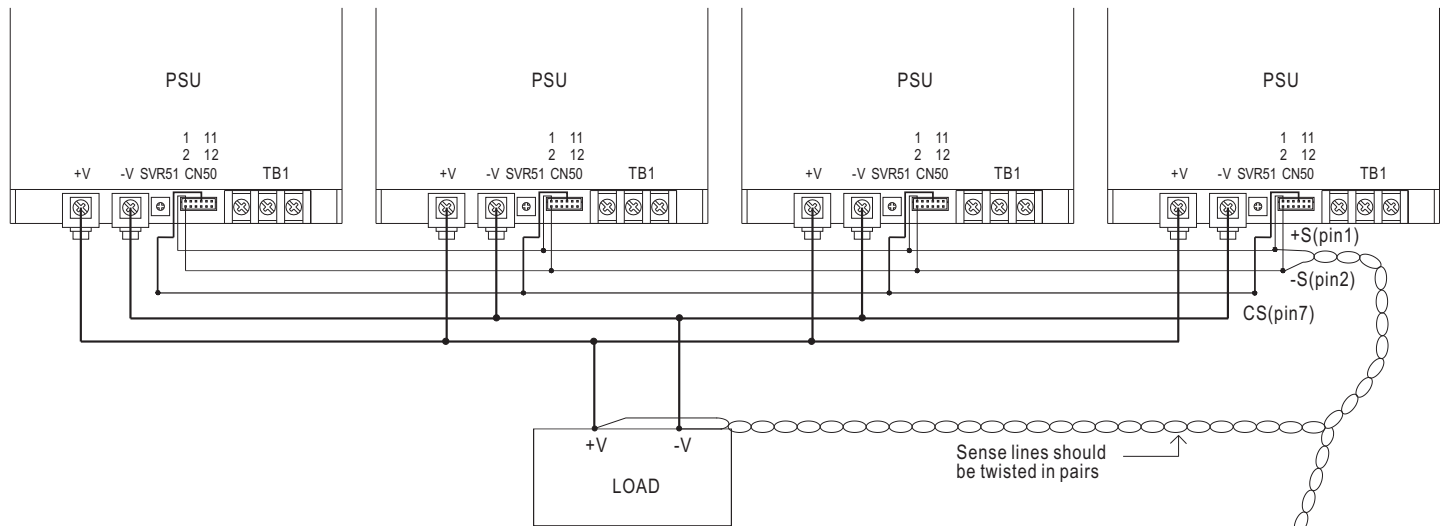 PSU
1 11
2 12
+V -V SVR51 CN50 TB1
PSU
1 11
2 12
+V -V SVR51 CN50 TB1
PSU
1 11
2 12
+V -V SVR51 CN50 TB1
PSU
1 11
2 12
+V -V SVR51 CN50 TB1
+S(pin1)
-S(pin2)
CS(pin7)
+V -V
LOAD
Sense lines should
be twisted in pairs